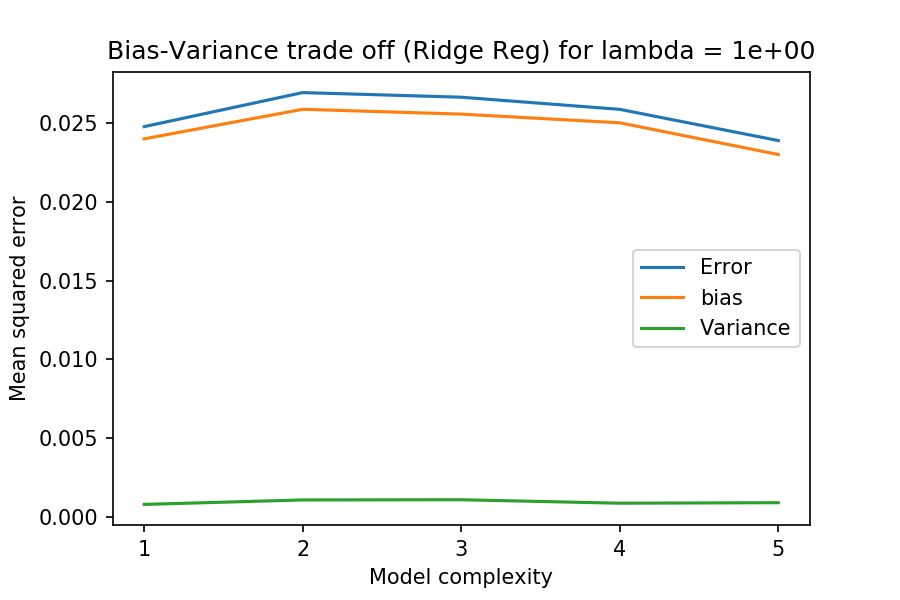 Bias-Variance trade off (Ridge Reg) for lambda = 1e+00
Mean squared error
0.025
0.020
0.015
0.010
0.005
0.000
Error
bias
Variance
1 2 3 4 5
Model complexity